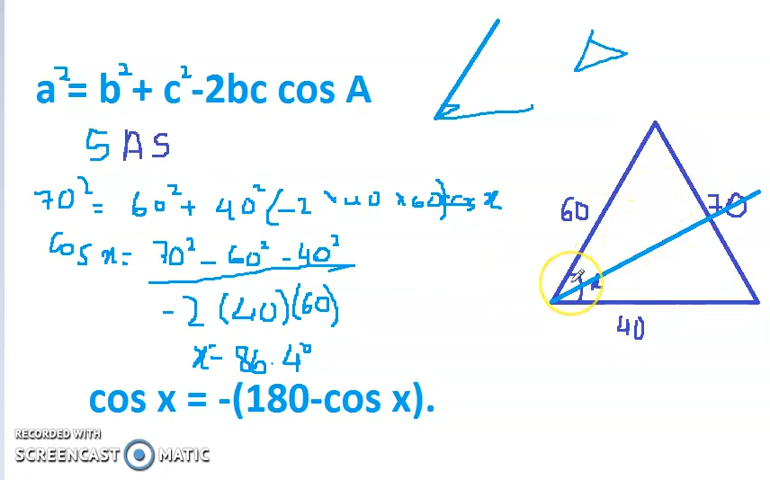 a²= b²+ c²-2bc cos A
SAS
70² = 60² + 40² (-2 × 40 × 60) cos x
Cos x = 70² - 60² - 40²
-2 (40)(60)
x = 86.4°
cos x = -(180-cos x).
60
70
x
40
RECORDED WITH
SCREENCAST MATIC